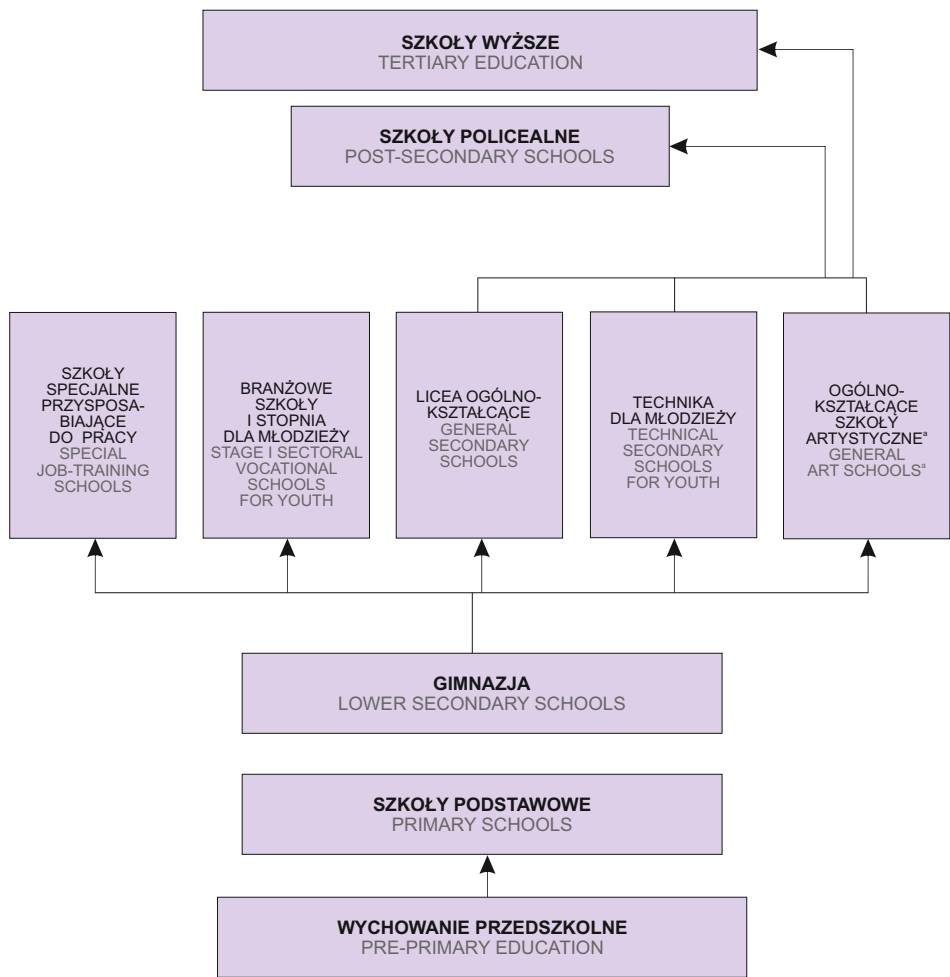 SZKOŁY WYŻSZE
TERTIARY EDUCATION
SZKOŁY POLICEALNE
POST-SECONDARY SCHOOLS
SZKOŁY
SPECJALNE
PRZYSPOSA-
BIAJĄCE
DO PRACY
SPECIAL
JOB-TRAINING
SCHOOLS
BRANŻOWE
SZKOŁY
I STOPNIA
DLA MŁODZIEŻY
STAGE I SECTORAL
VOCATIONAL
SCHOOLS
FOR YOUTH
LICEA OGÓLNO-
KSZTAŁCĄCE
GENERAL
SECONDARY
SCHOOLS
TECHNIKA
DLA MŁODZIEŻY
TECHNICAL
SECONDARY
SCHOOLS
FOR YOUTH
OGÓLNO-
KSZTAŁCĄCE
SZKOŁY
ARTYSTYCZNEª
GENERAL
ART SCHOOLSª
GIMNAZJA
LOWER SECONDARY SCHOOLS
SZKOŁY PODSTAWOWE
PRIMARY SCHOOLS
WYCHOWANIE PRZEDSZKOLNE
PRE-PRIMARY EDUCATION